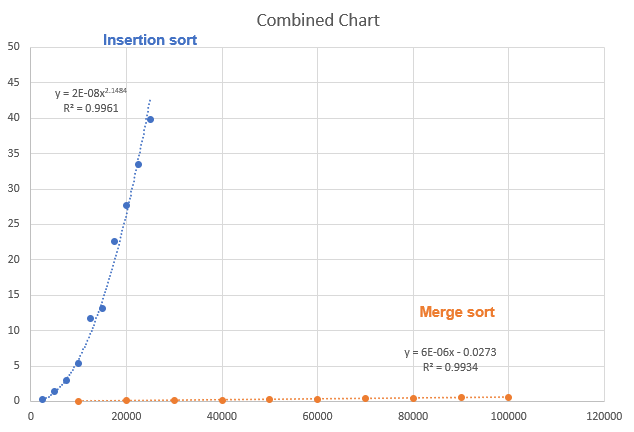 Combined Chart
Insertion sort
50
45
y = 2E-08x^2.1484
R² = 0.9961
40
35
30
25
20
15
Merge sort
10
y = 6E-06x - 0.0273
R² = 0.9934
5
0
0 20000 40000 60000 80000 100000 120000